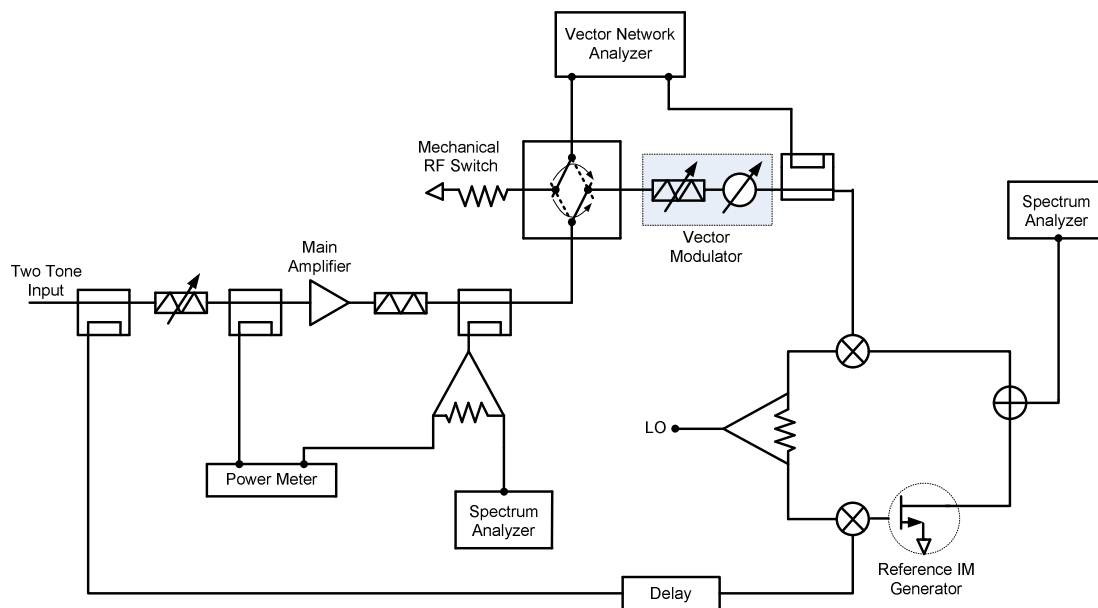 Vector Network
Analyzer
Mechanical
RF Switch
Vector
Modulator
Spectrum
Analyzer
Two Tone
Input
Main
Amplifier
LO
Power Meter
Spectrum
Analyzer
Reference IM
Generator
Delay